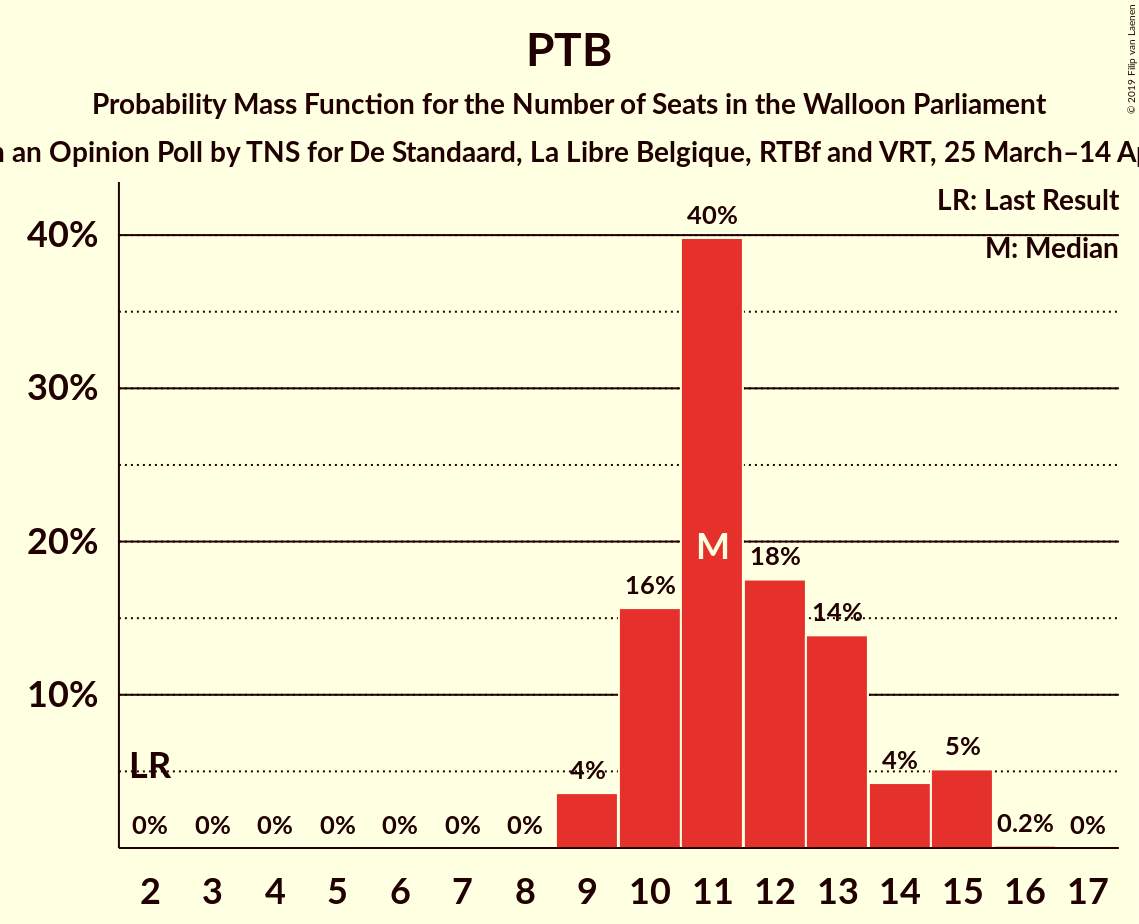 PTB
Probability Mass Function for the Number of Seats in the Walloon Parliament
an Opinion Poll by TNS for De Standaard, La Libre Belgique, RTBf and VRT, 25 March–14
© 2019 Filip van Laenen
LR: Last Result
M: Median
40%
30%
20%
10%
40%
M
18%
16%
14%
LR
5%
4%
4%
0% 0% 0% 0% 0% 0% 0% 0.2% 0%
2 3 4 5 6 7 8 9 10 11 12 13 14 15 16 17